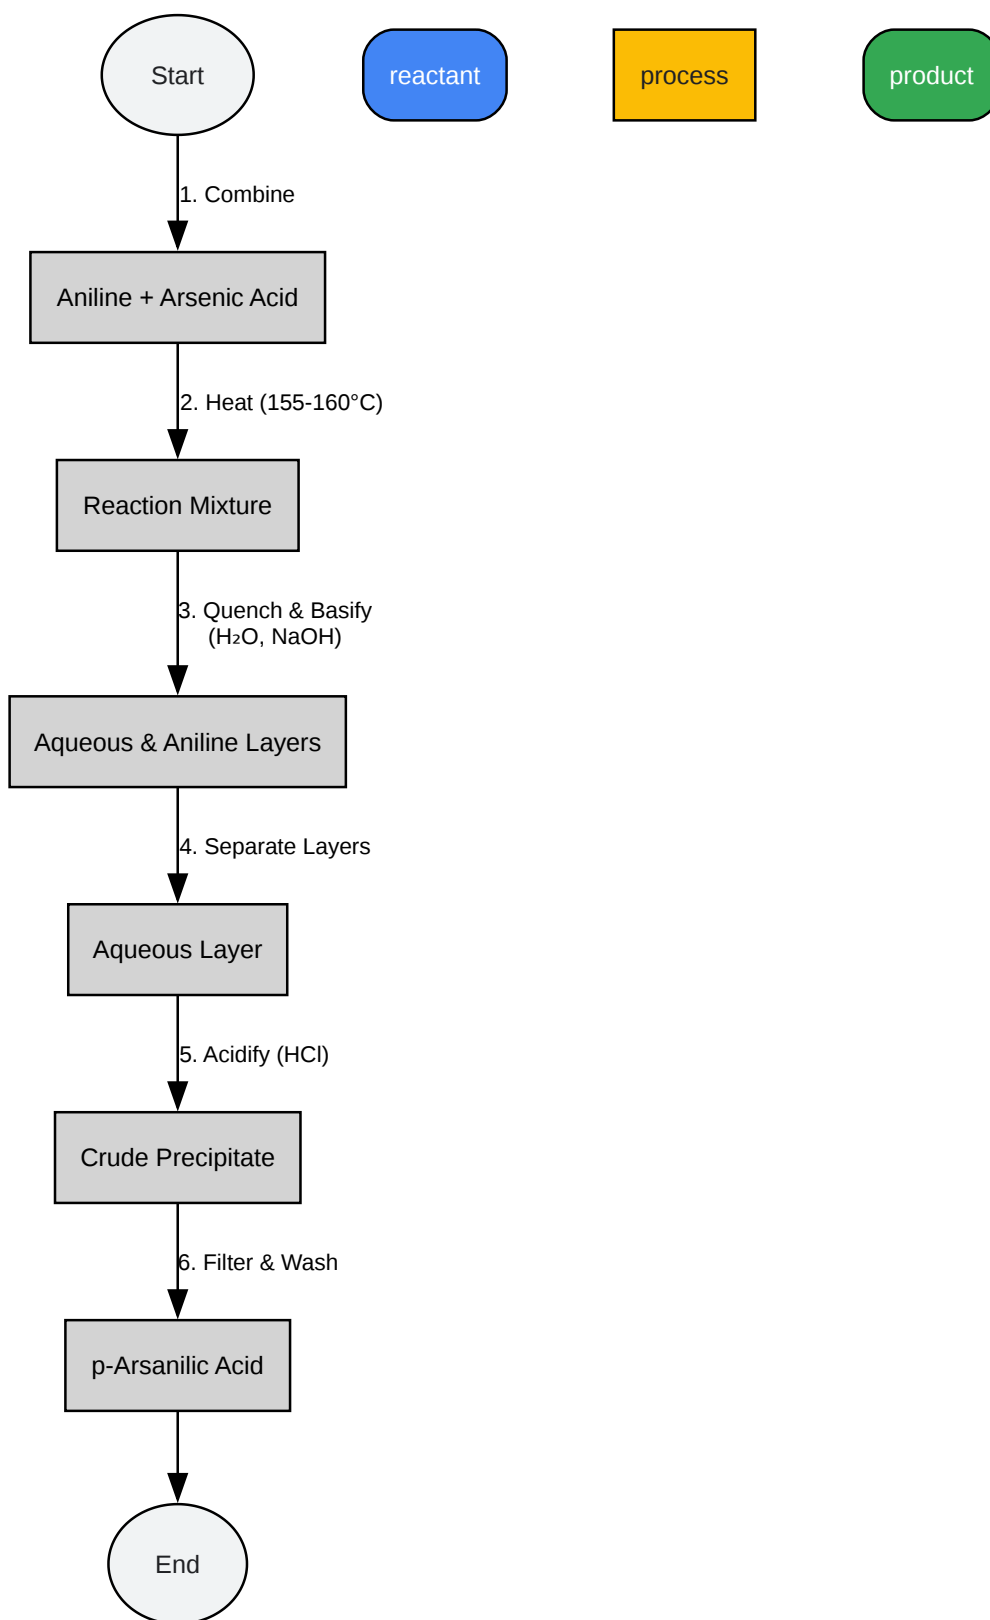 Start
reactant
process
product
1. Combine
Aniline + Arsenic Acid
2. Heat (155-160°C)
Reaction Mixture
3. Quench & Basify
(H₂O, NaOH)
Aqueous & Aniline Layers
4. Separate Layers
Aqueous Layer
5. Acidify (HCl)
Crude Precipitate
6. Filter & Wash
p-Arsanilic Acid
End